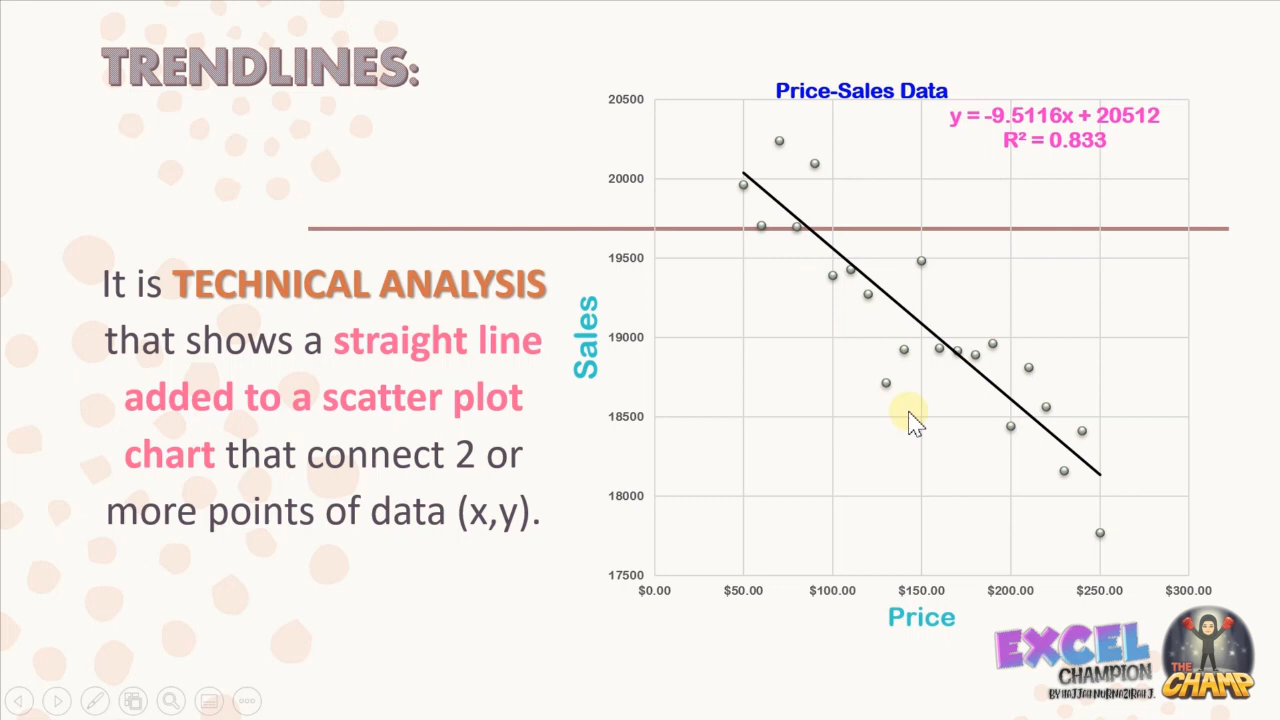 TRENDLINES:
It is TECHNICAL ANALYSIS
that shows a straight line
added to a scatter plot
chart that connect 2 or
more points of data (x,y).
Price-Sales Data
y = -9.5116x + 20512
R² = 0.833
20500
20000
19500
19000
18500
18000
17500
Sales
$0.00 $50.00 $100.00 $150.00 $200.00 $250.00 $300.00
Price
EXCEL
CHAMPION
THE
CHAMP